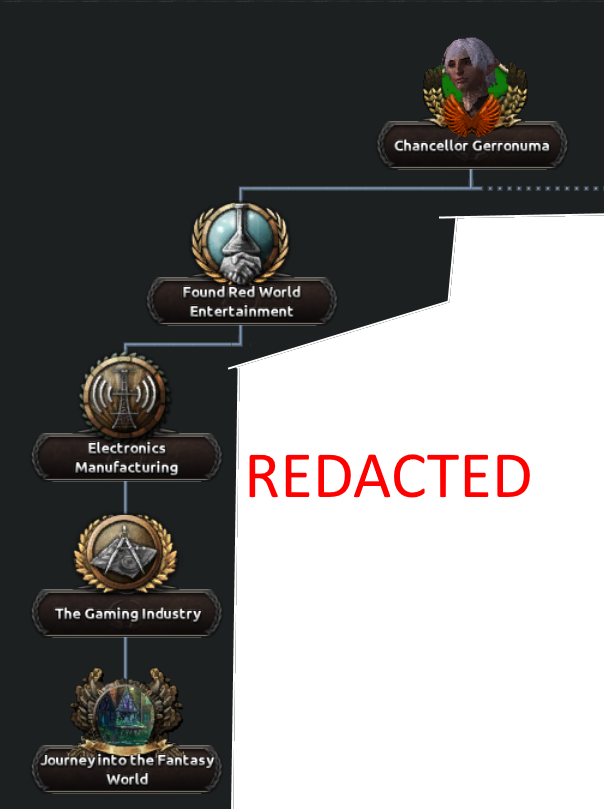 Chancellor Gerronuma
Found Red World
Entertainment
Electronics
Manufacturing
REDACTED
The Gaming Industry
Journey into the Fantasy
World